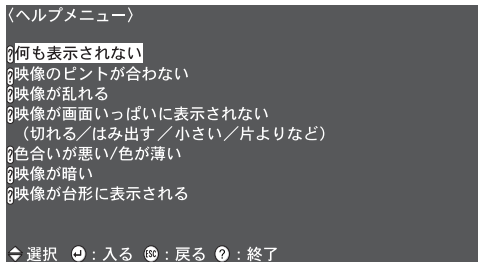 〈ヘルプメニュー〉
?何も表示されない
?映像のピントが合わない
?映像が乱れる
?映像が画面いっぱいに表示されない
（切れる／はみ出す／小さい／片よりなど）
?色合いが悪い/色が薄い
?映像が暗い
?映像が台形に表示される
選択 :入る ESC:戻る ?:終了